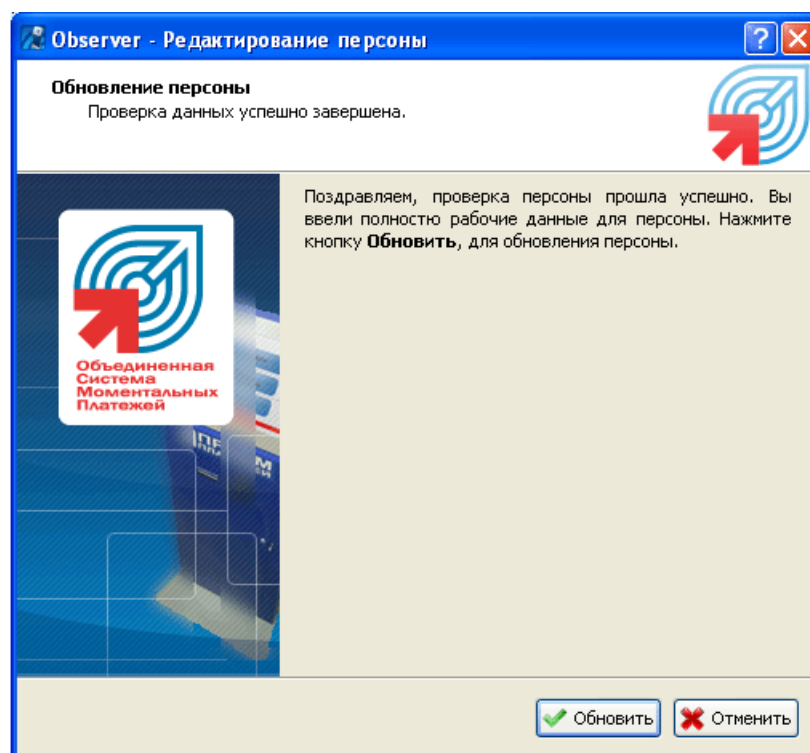 Observer - Редактирование персоны
Обновление персоны
Проверка данных успешно завершена.
Поздравляем, проверка персоны прошла успешно. Вы
ввели полностю рабочие данные для персоны. Нажмите
кнопку Обновить, для обновления персоны.
Объединенная
Система
Моментальных
Платежей
Обновить
Отменить